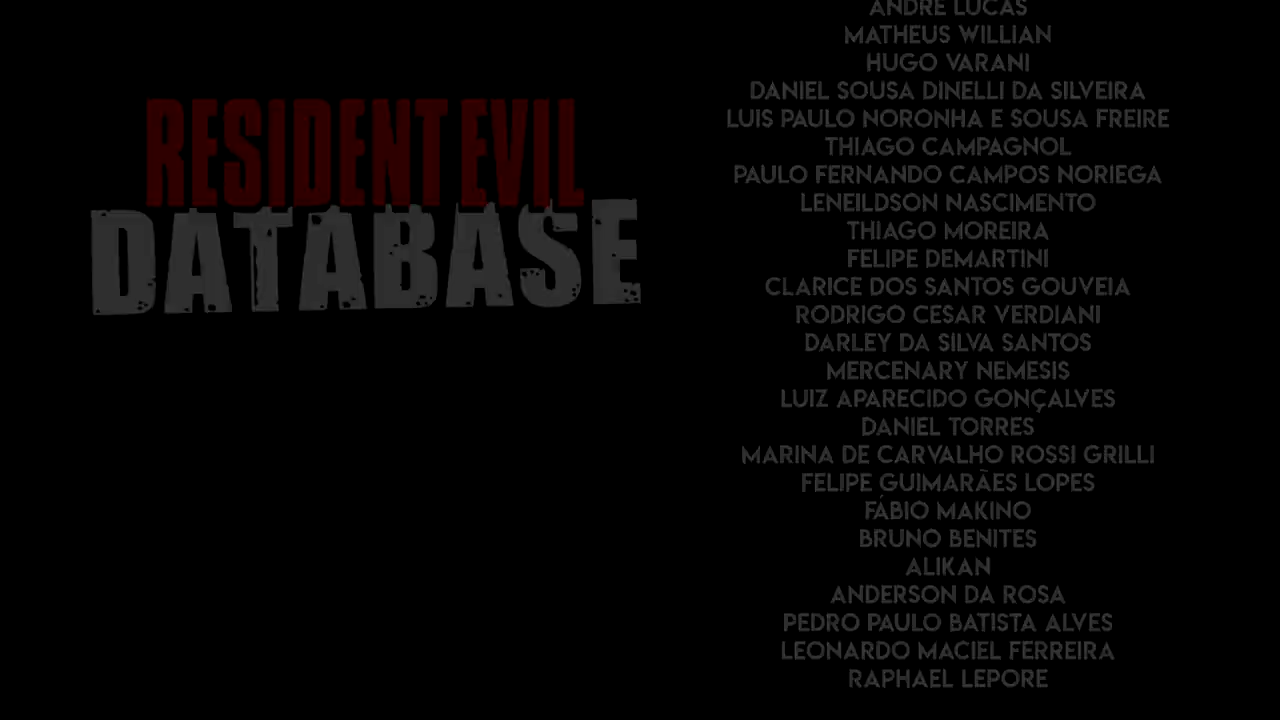 RESIDENT EVIL
DATABASE
ANDRE LUCAS
MATHEUS WILLIAN
HUGO VARANI
DANIEL SOUSA DINELLI DA SILVEIRA
LUIS PAULO NORONHA E SOUSA FREIRE
THIAGO CAMPAGNOL
PAULO FERNANDO CAMPOS NORIEGA
LENEILDSON NASCIMENTO
THIAGO MOREIRA
FELIPE DEMARTINI
CLARICE DOS SANTOS GOUVEIA
RODRIGO CESAR VERDIANI
DARLEY DA SILVA SANTOS
MERCENARY NEMESIS
LUIZ APARECIDO GONÇALVES
DANIEL TORRES
MARINA DE CARVALHO ROSSI GRILLI
FELIPE GUIMARÃES LOPES
FÁBIO MAKINO
BRUNO BENITES
ALIKAN
ANDERSON DA ROSA
PEDRO PAULO BATISTA ALVES
LEONARDO MACIEL FERREIRA
RAPHAEL LEPORE